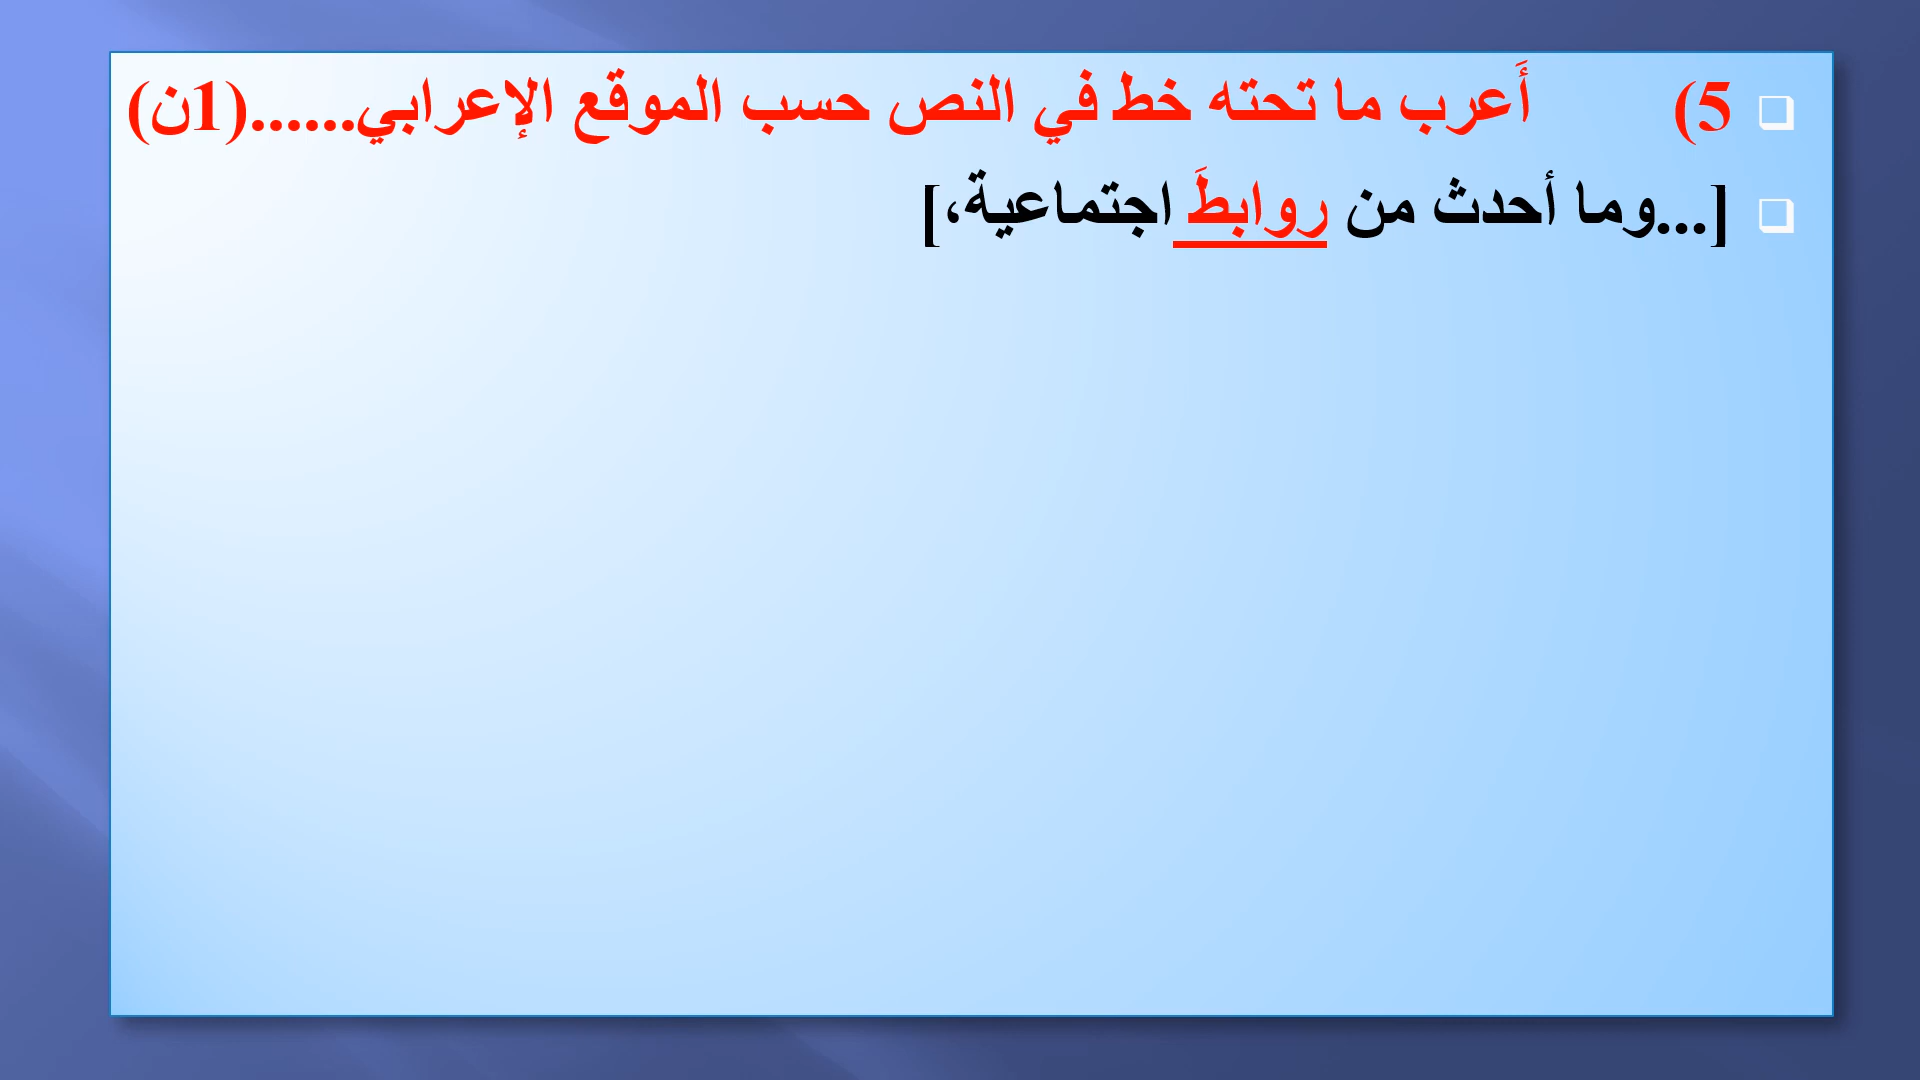 5) أَعرب ما تحته خط في النص حسب الموقع الإعرابي......(1ن)
[...وما أحدث من روابطَ اجتماعية،]